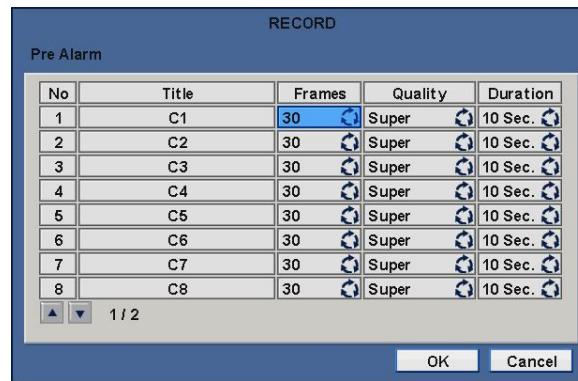 RECORD
Pre Alarm
No Title Frames Quality Duration
1 C1 30 Super 10 Sec.
2 C2 30 Super 10 Sec.
3 C3 30 Super 10 Sec.
4 C4 30 Super 10 Sec.
5 C5 30 Super 10 Sec.
6 C6 30 Super 10 Sec.
7 C7 30 Super 10 Sec.
8 C8 30 Super 10 Sec.
1 / 2
OK Cancel